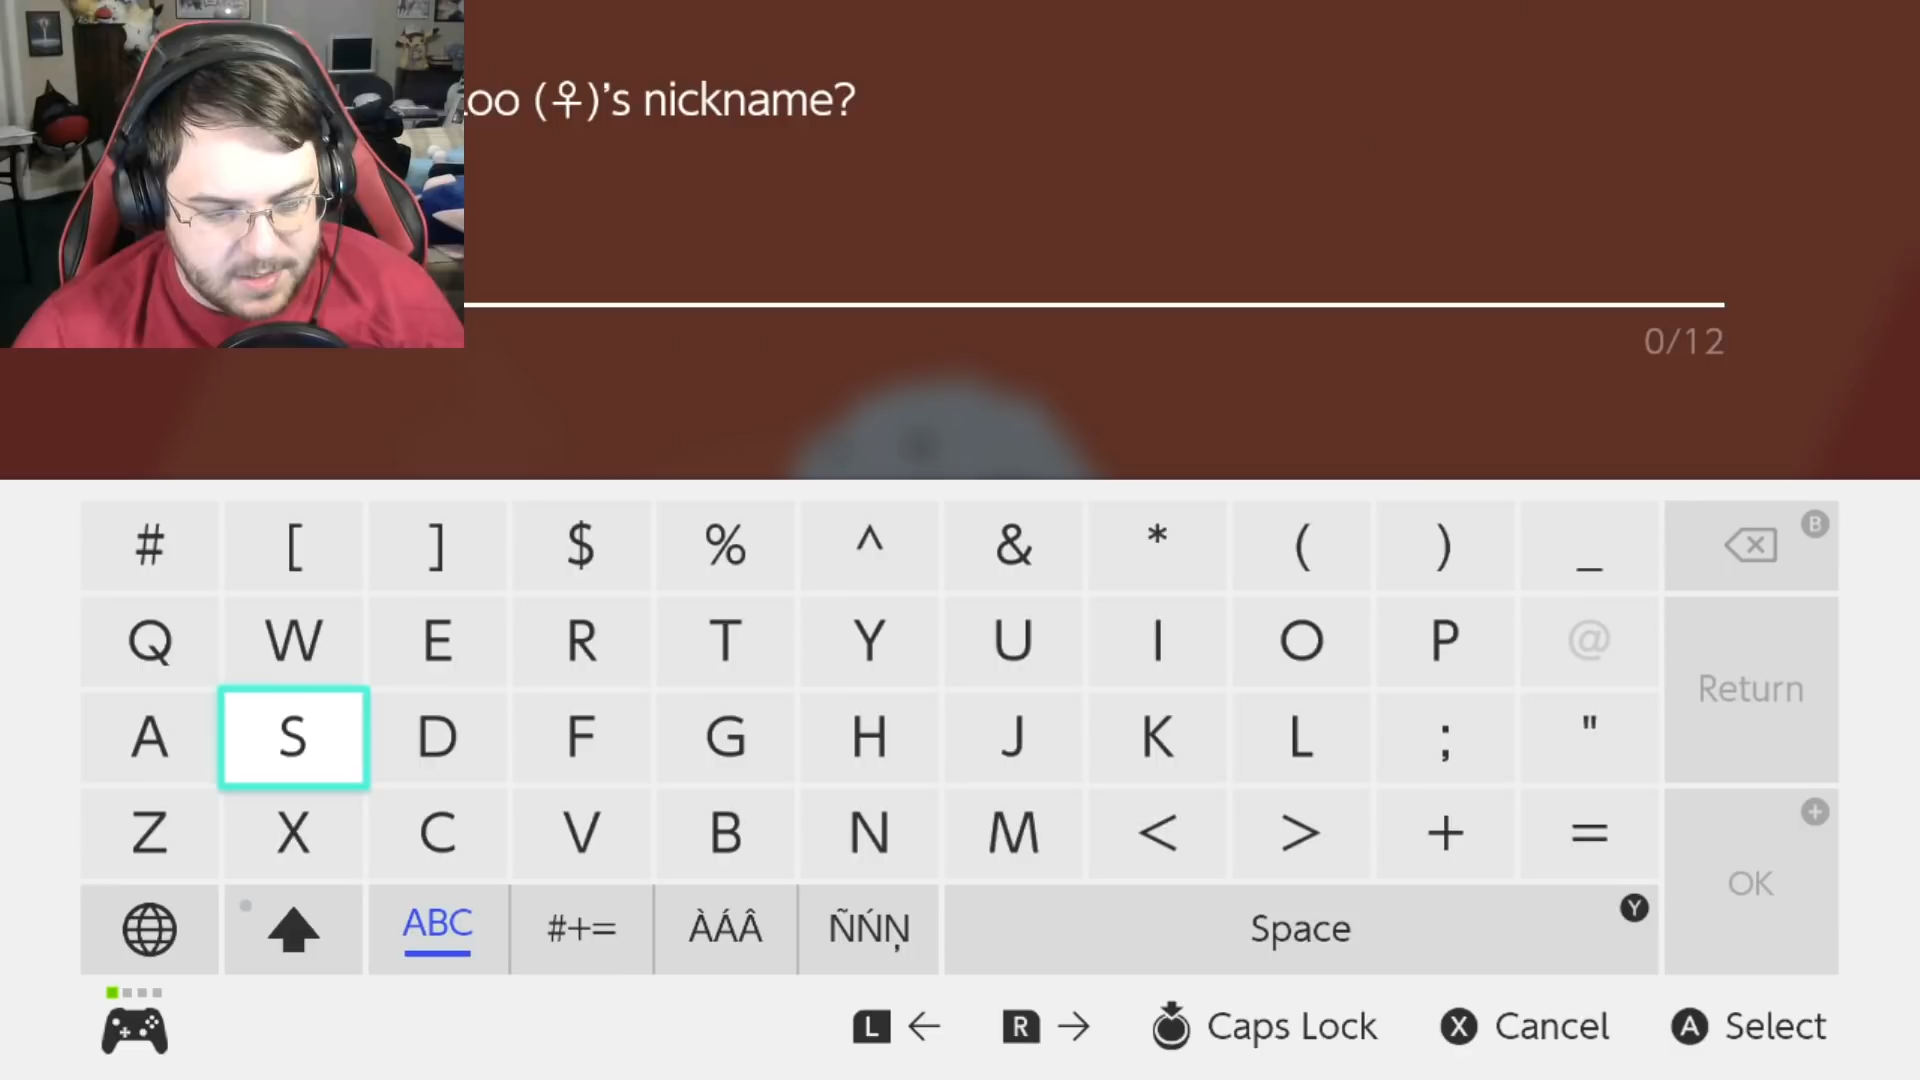 oo (♀)'s nickname?
0/12
# [ ] $ % ^ & * ( ) _ B
Q W E R T Y U I O P @
Return
A S D F G H J K L ; "
Z X C V B N M < > + = +
OK
ABC #+= ÀÁÂ ÑŃŅ Space Y
L ← R → Caps Lock X Cancel A Select